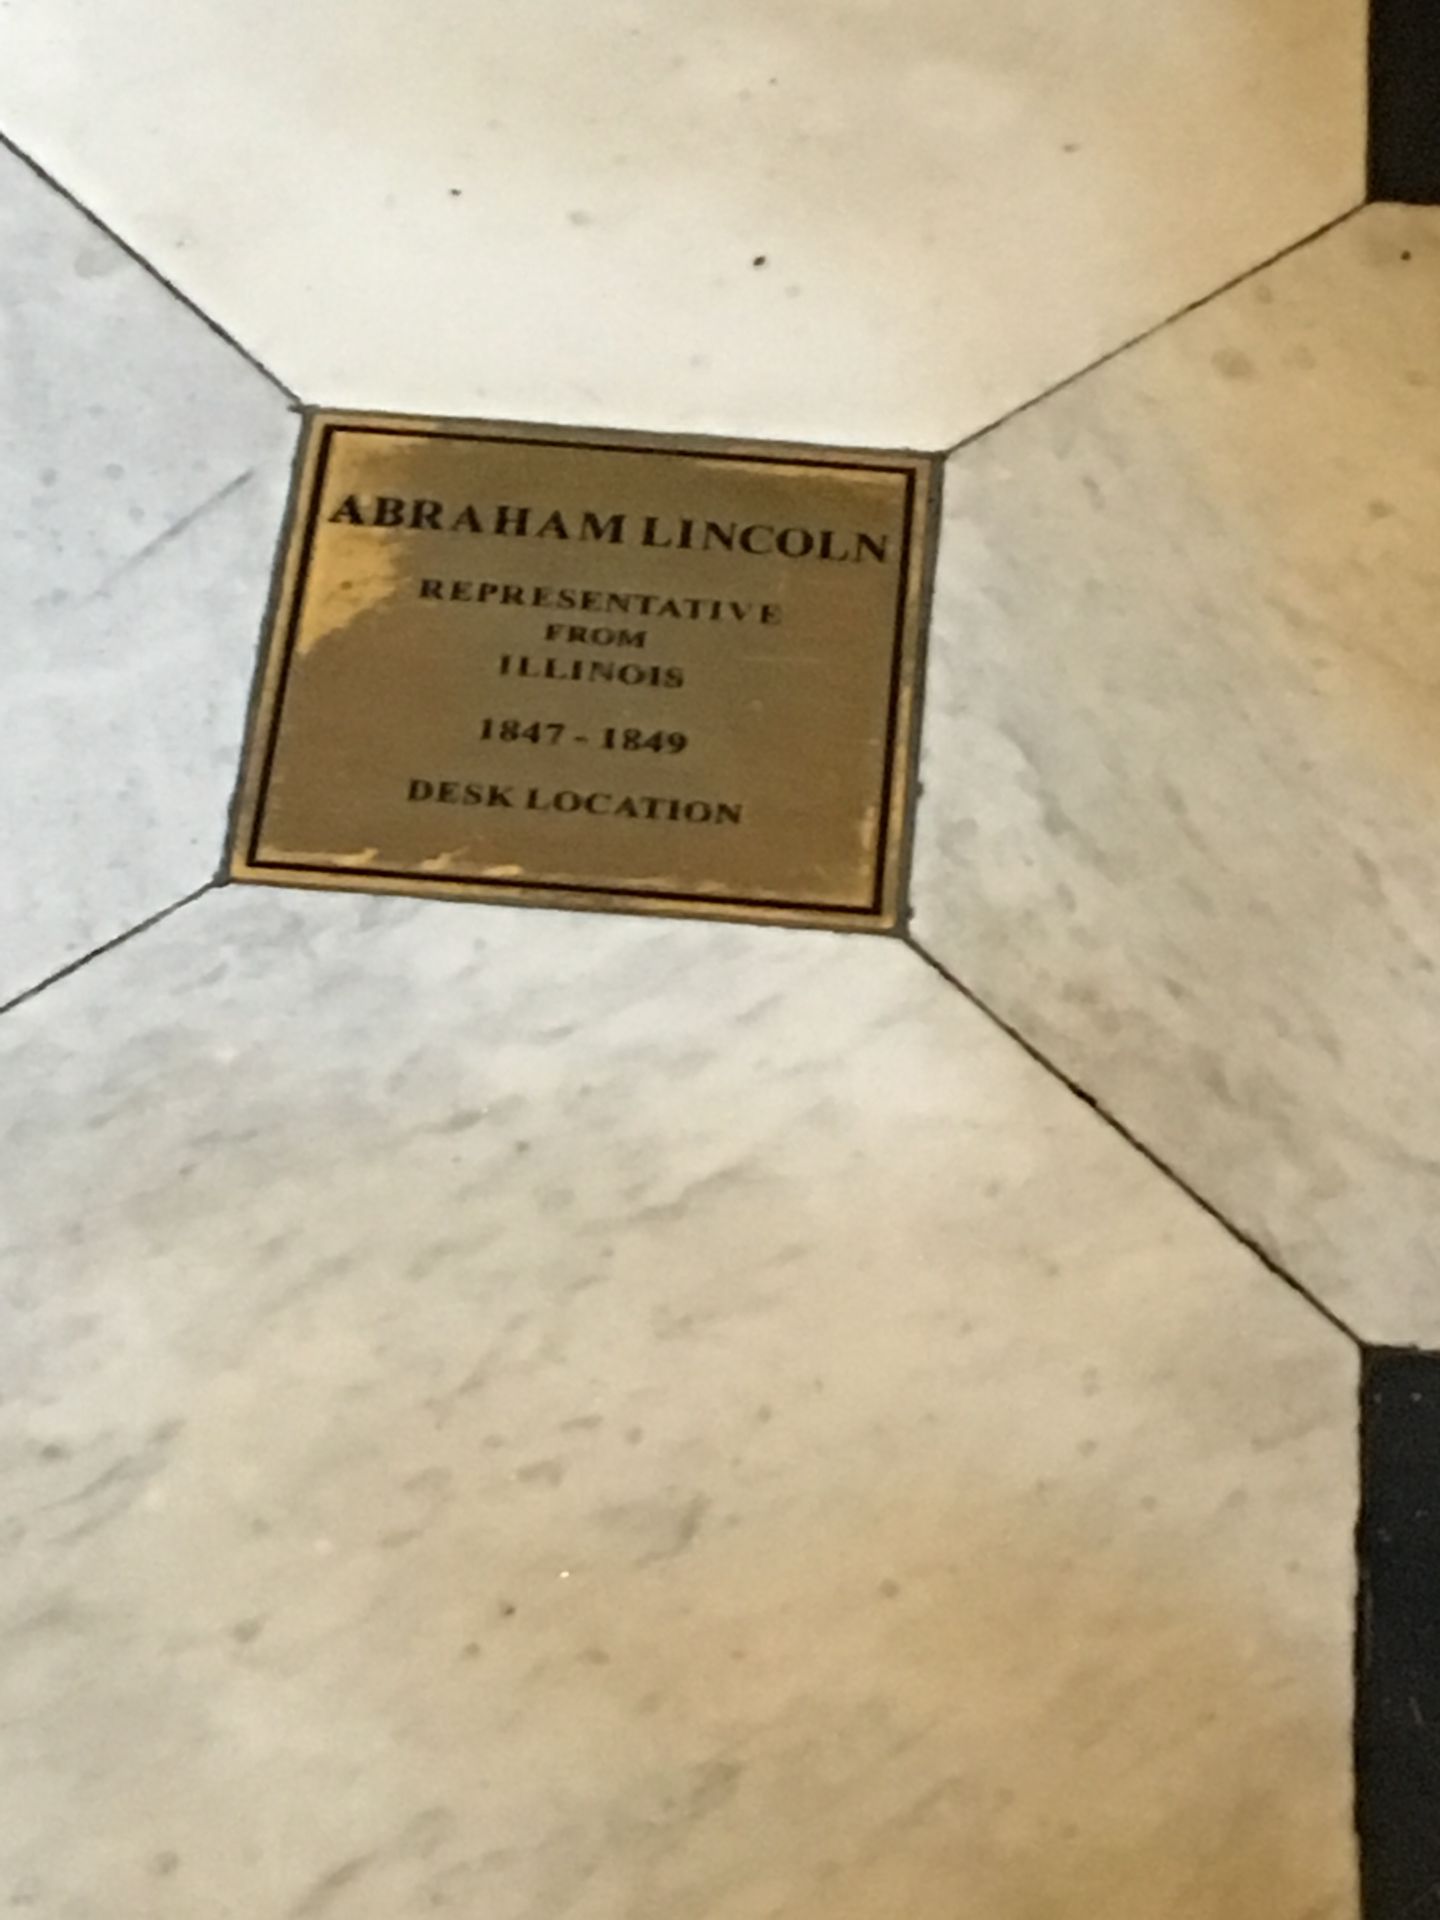 ABRAHAM LINCOLN
REPRESENTATIVE
FROM
ILLINOIS
1847 - 1849
DESK LOCATION